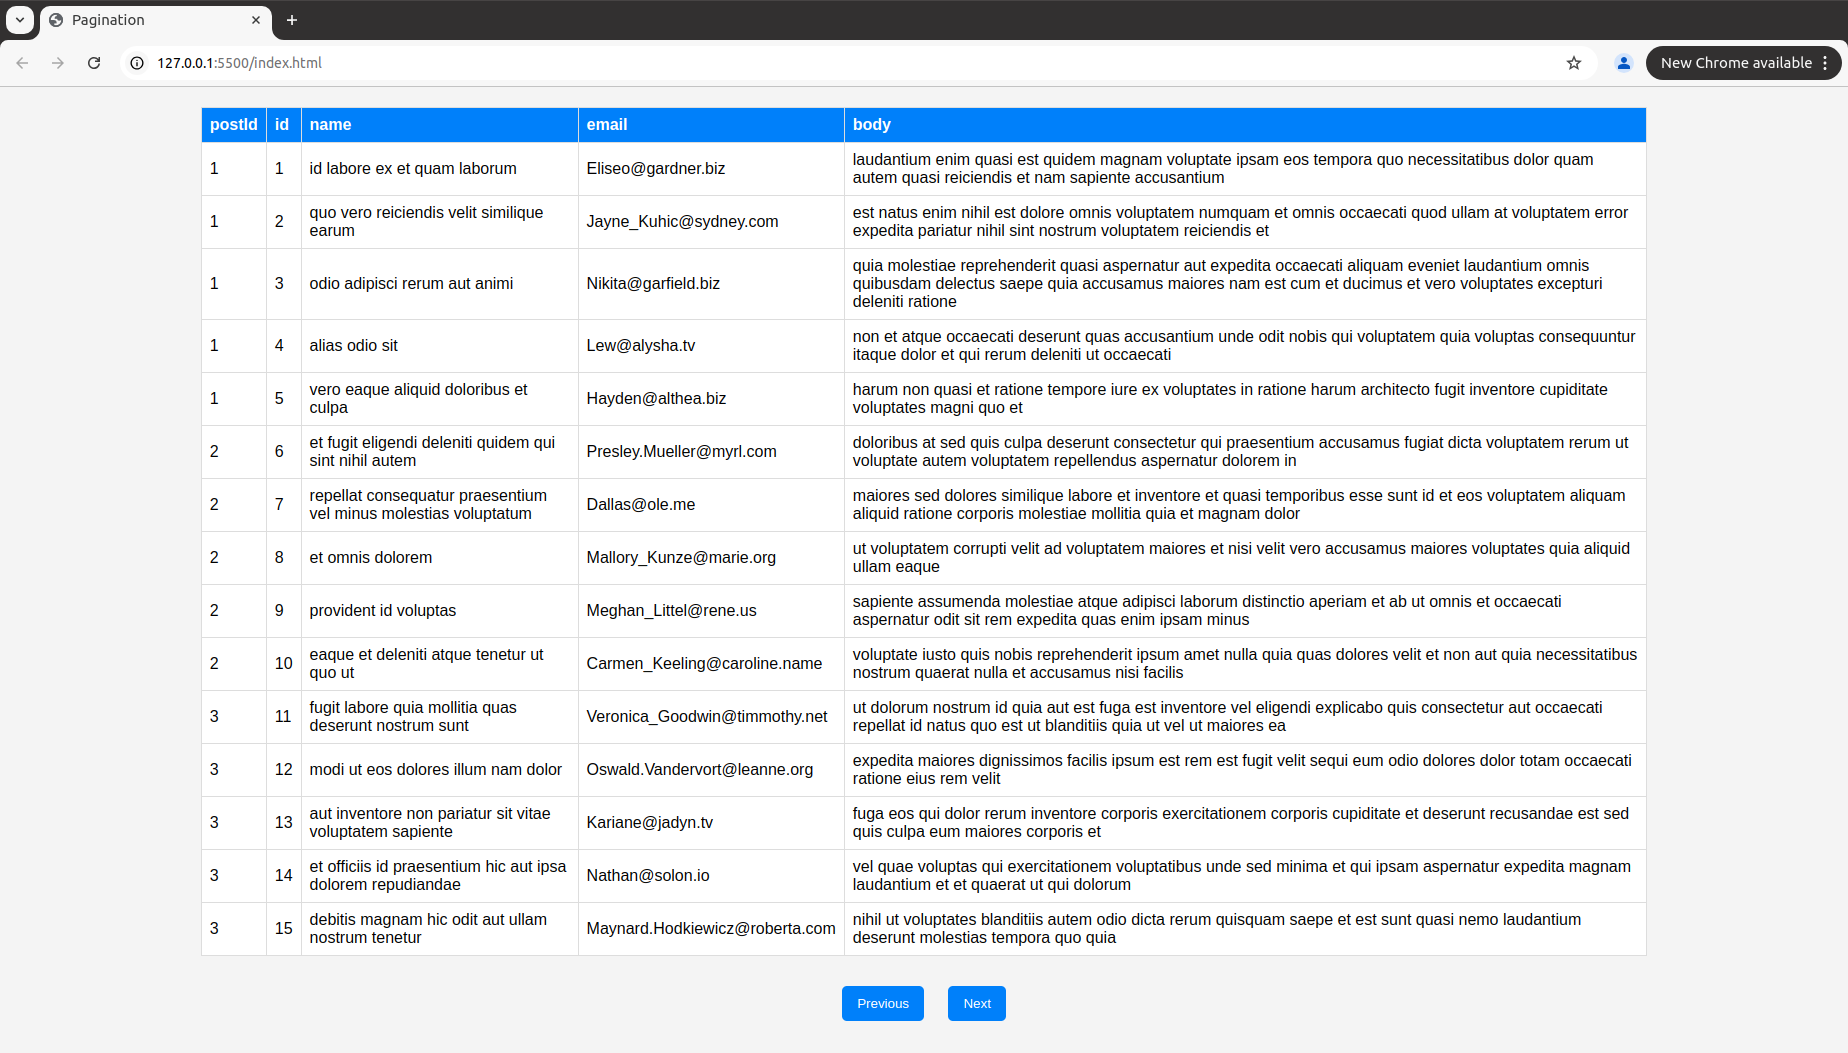 Pagination
127.0.0.1:5500/index.html
New Chrome available
postId id name email body
1 1 id labore ex et quam laborum Eliseo@gardner.biz laudantium enim quasi est quidem magnam voluptate ipsam eos tempora quo necessitatibus dolor quam
autem quasi reiciendis et nam sapiente accusantium
1 2 quo vero reiciendis velit similique
earum Jayne_Kuhic@sydney.com est natus enim nihil est dolore omnis voluptatem numquam et omnis occaecati quod ullam at voluptatem error
expedita pariatur nihil sint nostrum voluptatem reiciendis et
1 3 odio adipisci rerum aut animi Nikita@garfield.biz quia molestiae reprehenderit quasi aspernatur aut expedita occaecati aliquam eveniet laudantium omnis
quibusdam delectus saepe quia accusamus maiores nam est cum et ducimus et vero voluptates excepturi
deleniti ratione
1 4 alias odio sit Lew@alysha.tv non et atque occaecati deserunt quas accusantium unde odit nobis qui voluptatem quia voluptas consequuntur
itaque dolor et qui rerum deleniti ut occaecati
1 5 vero eaque aliquid doloribus et
culpa Hayden@althea.biz harum non quasi et ratione tempore iure ex voluptates in ratione harum architecto fugit inventore cupiditate
voluptates magni quo et
2 6 et fugit eligendi deleniti quidem qui
sint nihil autem Presley.Mueller@myrl.com doloribus at sed quis culpa deserunt consectetur qui praesentium accusamus fugiat dicta voluptatem rerum ut
voluptate autem voluptatem repellendus aspernatur dolorem in
2 7 repellat consequatur praesentium
vel minus molestias voluptatum Dallas@ole.me maiores sed dolores similique labore et inventore et quasi temporibus esse sunt id et eos voluptatem aliquam
aliquid ratione corporis molestiae mollitia quia et magnam dolor
2 8 et omnis dolorem Mallory_Kunze@marie.org ut voluptatem corrupti velit ad voluptatem maiores et nisi velit vero accusamus maiores voluptates quia aliquid
ullam eaque
2 9 provident id voluptas Meghan_Littel@rene.us sapiente assumenda molestiae atque adipisci laborum distinctio aperiam et ab ut omnis et occaecati
aspernatur odit sit rem expedita quas enim ipsam minus
2 10 eaque et deleniti atque tenetur ut
quo ut Carmen_Keeling@caroline.name voluptate iusto quis nobis reprehenderit ipsum amet nulla quia quas dolores velit et non aut quia necessitatibus
nostrum quaerat nulla et accusamus nisi facilis
3 11 fugit labore quia mollitia quas
deserunt nostrum sunt Veronica_Goodwin@timmothy.net ut dolorum nostrum id quia aut est fuga est inventore vel eligendi explicabo quis consectetur aut occaecati
repellat id natus quo est ut blanditiis quia ut vel ut maiores ea
3 12 modi ut eos dolores illum nam dolor Oswald.Vandervort@leanne.org expedita maiores dignissimos facilis ipsum est rem est fugit velit sequi eum odio dolores dolor totam occaecati
ratione eius rem velit
3 13 aut inventore non pariatur sit vitae
voluptatem sapiente Kariane@jadyn.tv fuga eos qui dolor rerum inventore corporis exercitationem corporis cupiditate et deserunt recusandae est sed
quis culpa eum maiores corporis et
3 14 et officiis id praesentium hic aut ipsa
dolorem repudiandae Nathan@solon.io vel quae voluptas qui exercitationem voluptatibus unde sed minima et qui ipsam aspernatur expedita magnam
laudantium et et quaerat ut qui dolorum
3 15 debitis magnam hic odit aut ullam
nostrum tenetur Maynard.Hodkiewicz@roberta.com nihil ut voluptates blanditiis autem odio dicta rerum quisquam saepe et est sunt quasi nemo laudantium
deserunt molestias tempora quo quia
Previous Next